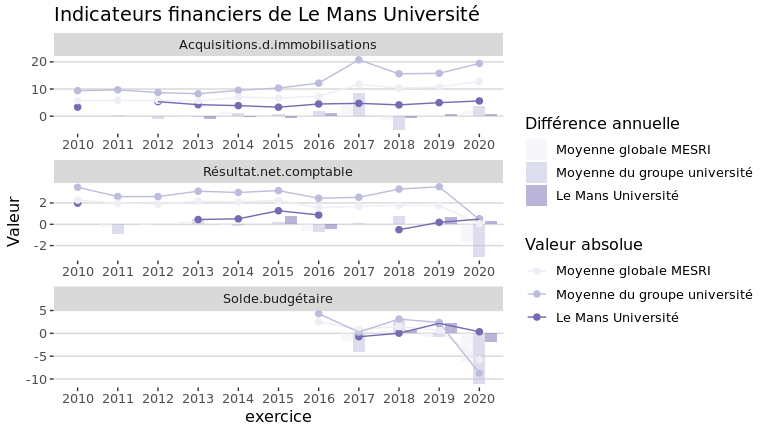 Indicateurs financiers de Le Mans Université
Acquisitions.d.immobilisations
20
10
0
2010 2011 2012 2013 2014 2015 2016 2017 2018 2019 2020
Résultat.net.comptable
2
0
-2
2010 2011 2012 2013 2014 2015 2016 2017 2018 2019 2020
Solde.budgétaire
5
0
-5
-10
2010 2011 2012 2013 2014 2015 2016 2017 2018 2019 2020
exercice
Valeur
Différence annuelle
Moyenne globale MESRI
Moyenne du groupe université
Le Mans Université
Valeur absolue
Moyenne globale MESRI
Moyenne du groupe université
Le Mans Université